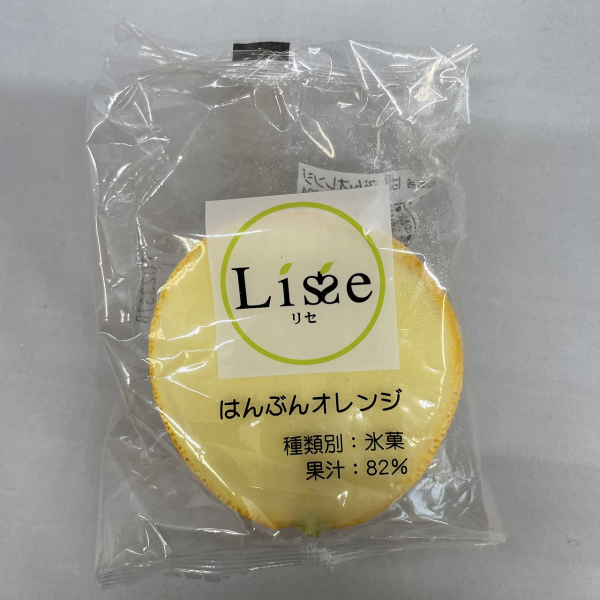 Lisse
リセ
はんぶんオレンジ
種類別：氷菓
果汁：82%